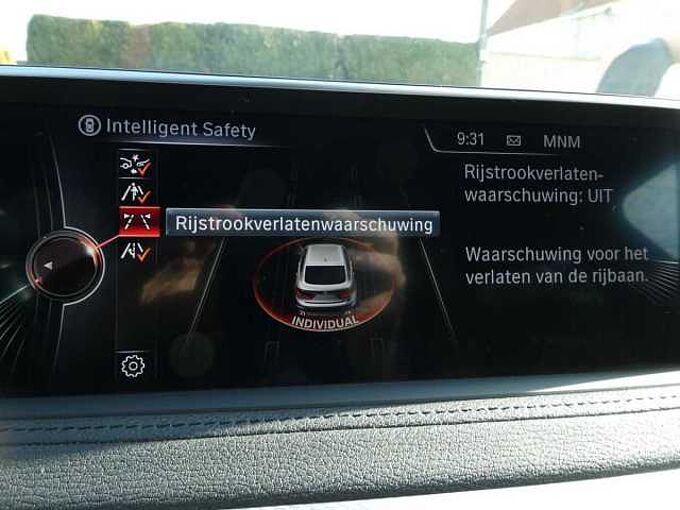 Intelligent Safety
9:31 MNM
Rijstrookverlaten-
waarschuwing: UIT
Rijstrookverlatenwaarschuwing
Waarschuwing voor het
verlaten van de rijbaan.
INDIVIDUAL